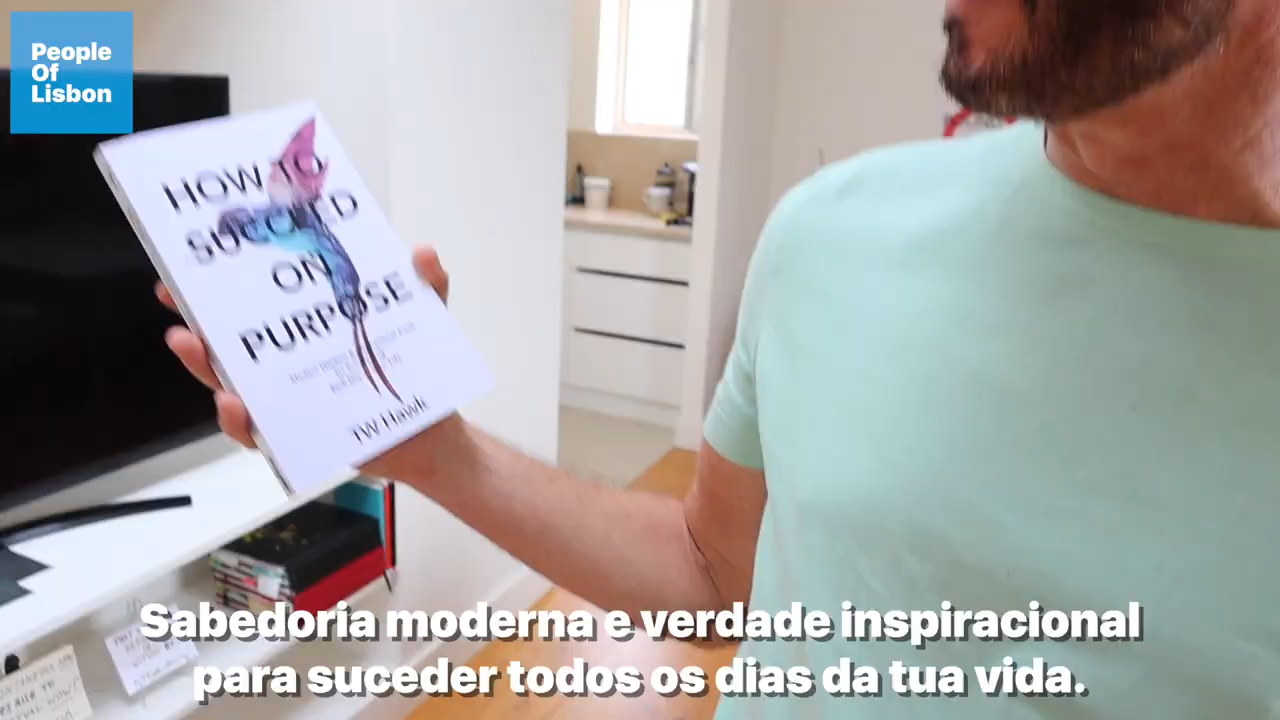 People
Of
Lisbon
HOW TO
SUCCEED
ON
PURPOSE
TW Hawk
Sabedoria moderna e verdade inspiracional
para suceder todos os dias da tua vida.